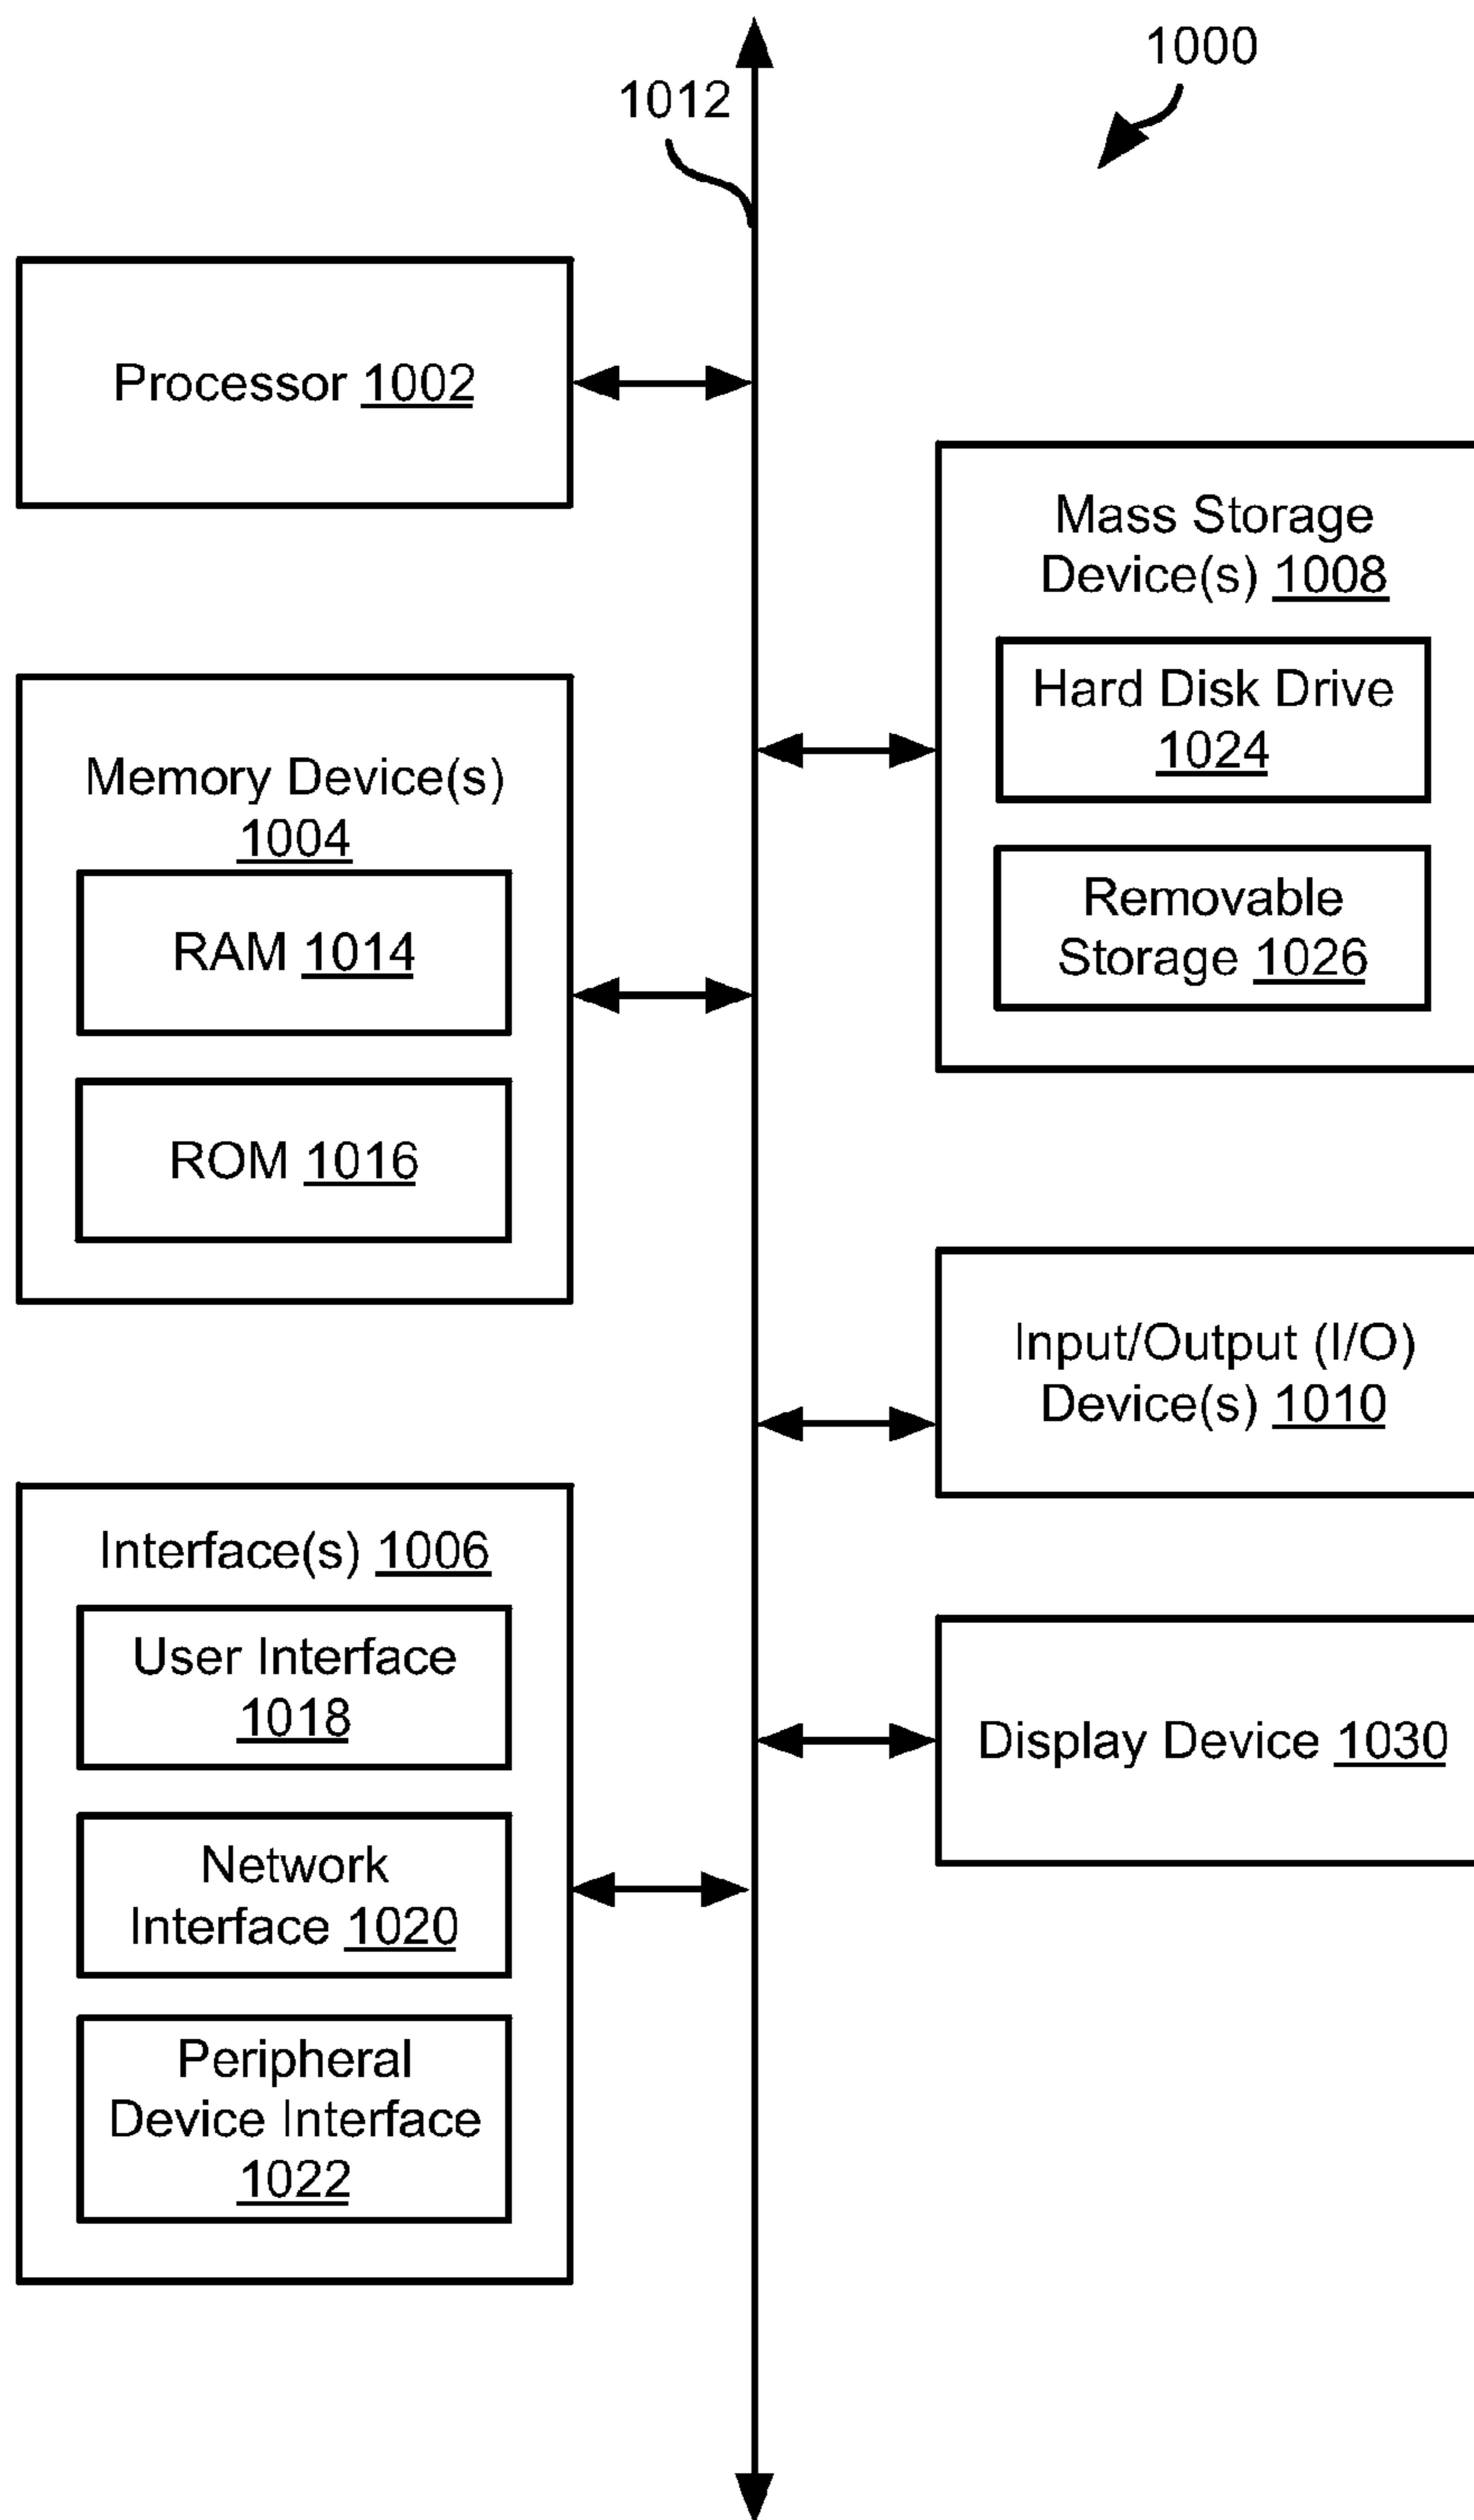 1000
1012
Processor 1002
Mass Storage
Device(s) 1008
Hard Disk Drive
1024
Removable
Storage 1026
Memory Device(s)
1004
RAM 1014
ROM 1016
Input/Output (I/O)
Device(s) 1010
Interface(s) 1006
User Interface
1018
Network
Interface 1020
Peripheral
Device Interface
1022
Display Device 1030